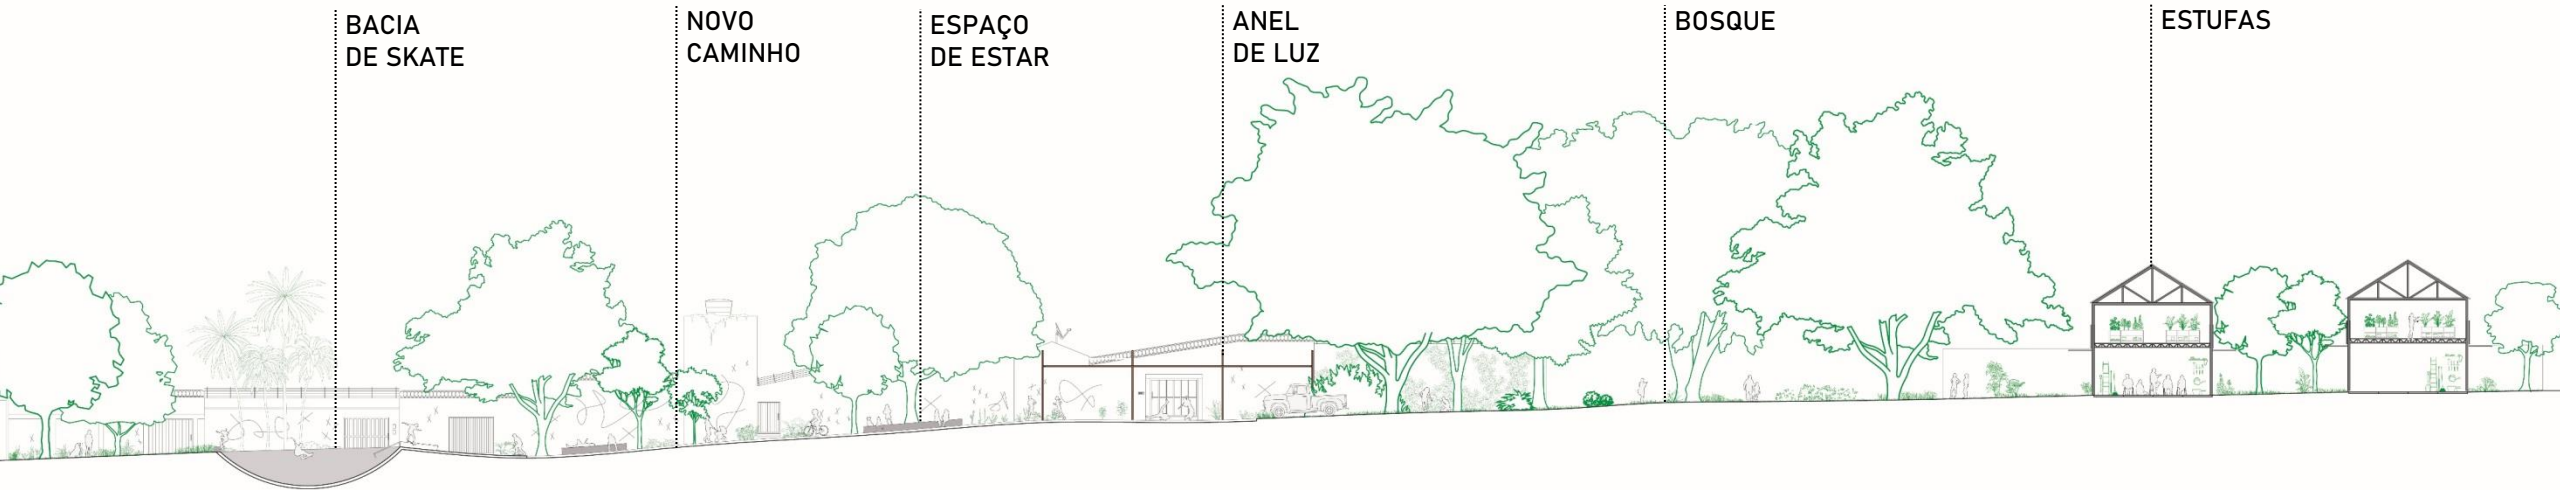 BACIA
DE SKATE
NOVO
CAMINHO
ESPAÇO
DE ESTAR
ANEL
DE LUZ
BOSQUE
ESTUFAS